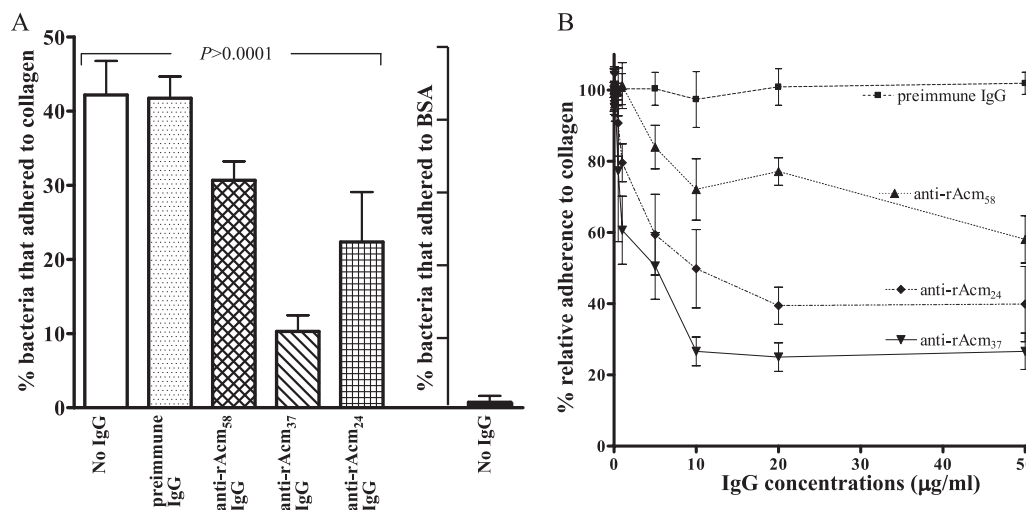 A
% bacteria that adhered to collagen
50
40
30
20
10
0
P>0.0001
No IgG
preimmune
IgG
anti-rAcm58
IgG
anti-rAcm37
IgG
anti-rAcm24
IgG
% bacteria that adhered to BSA
No IgG
B
% relative adherence to collagen
100
80
60
40
20
0
preimmune IgG
anti-rAcm58
anti-rAcm24
anti-rAcm37
0 10 20 30 40 50
IgG concentrations (μg/ml)